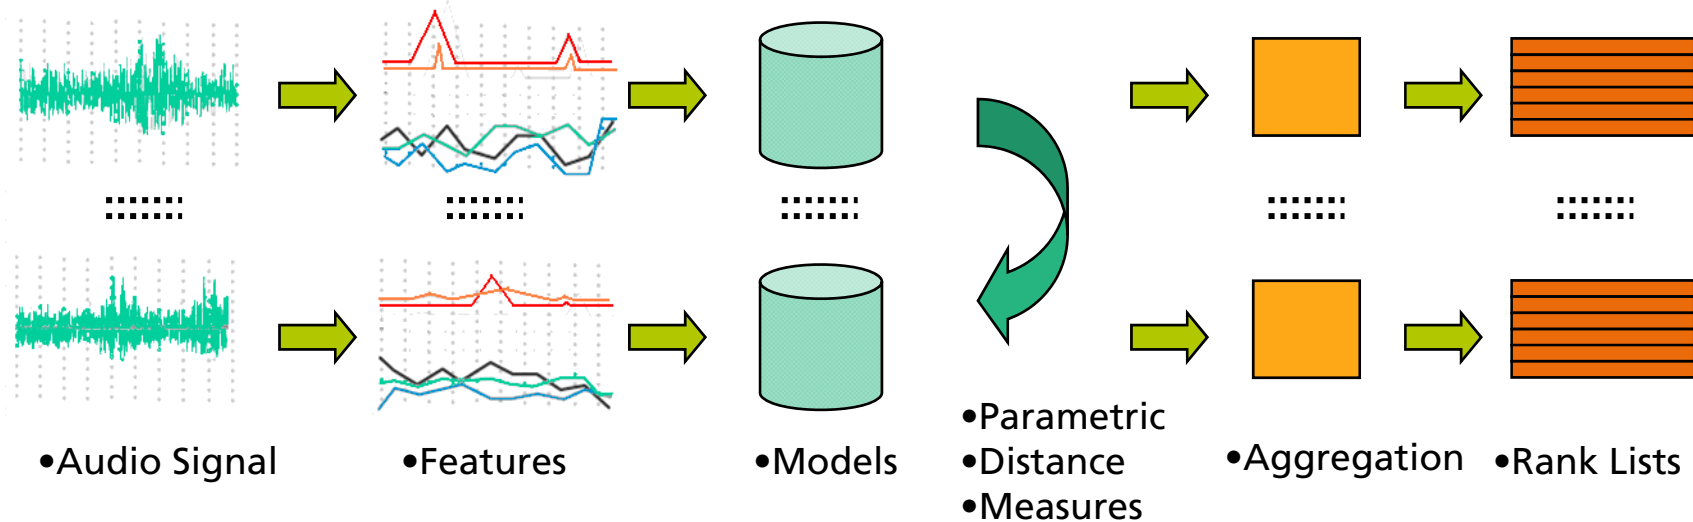 •Audio Signal
•Features
•Models
•Parametric
•Distance
•Measures
•Aggregation
•Rank Lists